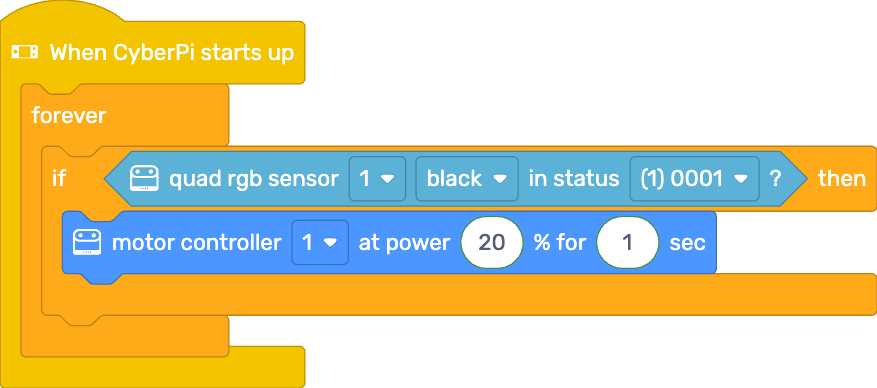 When CyberPi starts up
forever
if quad rgb sensor 1 black in status (1) 0001 ? then
motor controller 1 at power 20 % for 1 sec